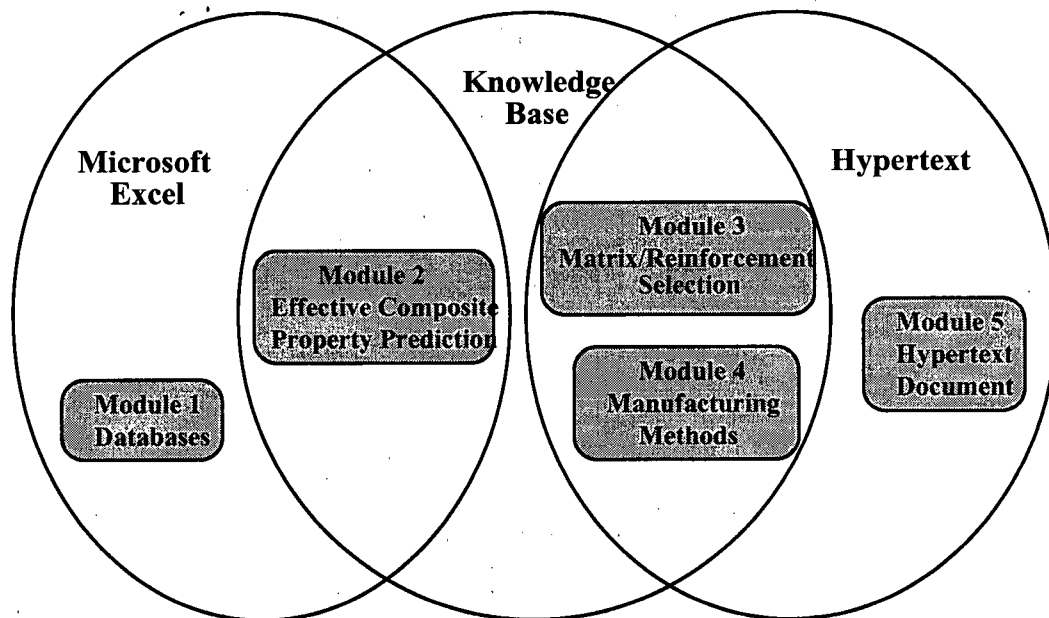 Microsoft
Excel
Knowledge
Base
Hypertext
Module 1
Databases
Module 2
Effective Composite
Property Prediction
Module 3
Matrix/Reinforcement
Selection
Module 4
Manufacturing
Methods
Module 5
Hypertext
Document